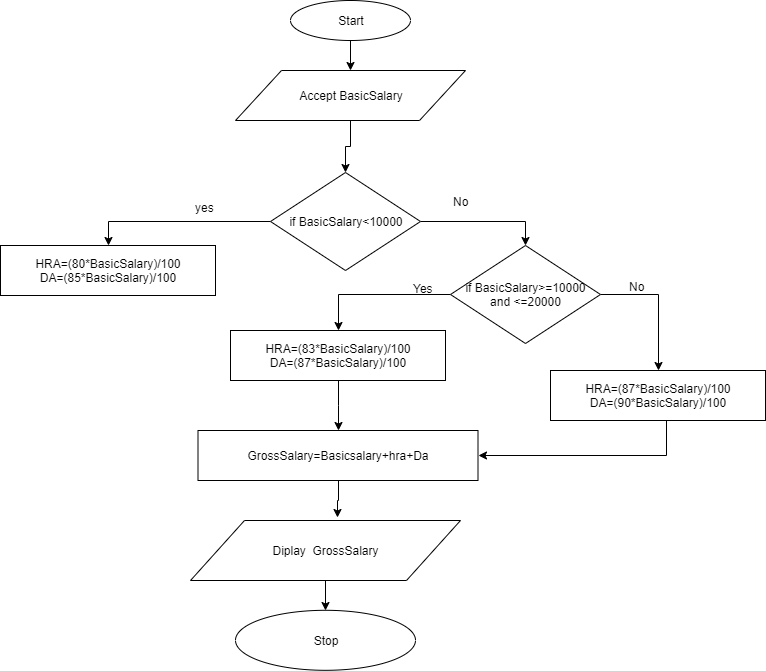 Start
Accept BasicSalary
yes
if BasicSalary<10000
No
HRA=(80*BasicSalary)/100
DA=(85*BasicSalary)/100
Yes
if BasicSalary>=10000
and <=20000
No
HRA=(83*BasicSalary)/100
DA=(87*BasicSalary)/100
HRA=(87*BasicSalary)/100
DA=(90*BasicSalary)/100
GrossSalary=Basicsalary+hra+Da
Diplay GrossSalary
Stop